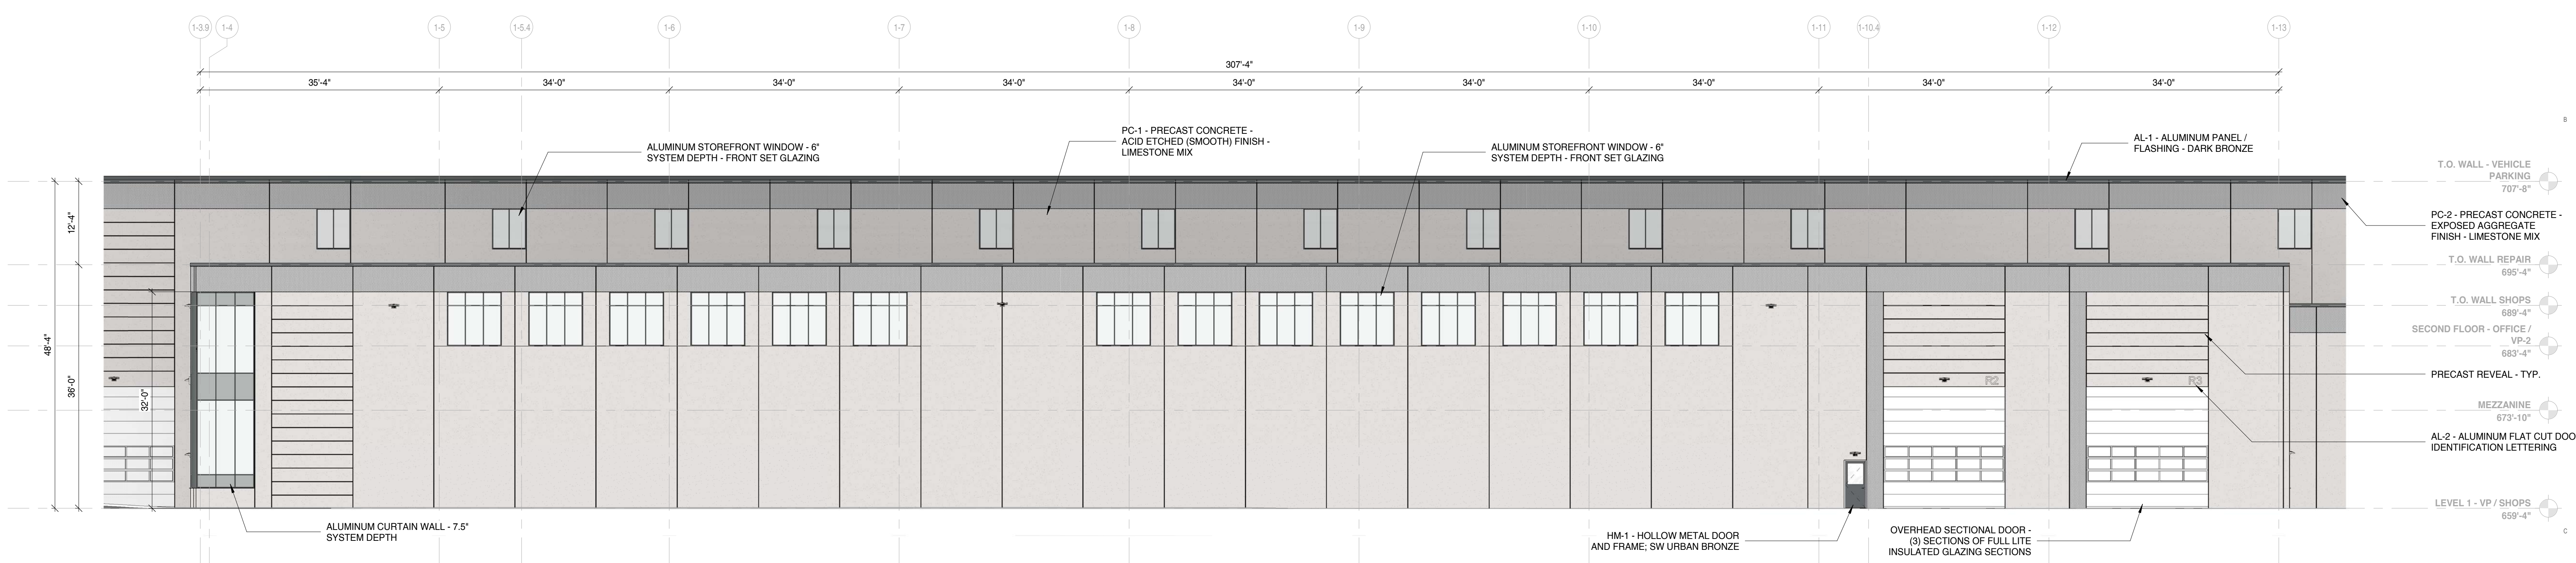 1-3.9 1-4 1-5 1-5.4 1-6 1-7 1-8 1-9 1-10 1-11 1-10.4 1-12 1-13
307'-4"
35'-4" 34'-0" 34'-0" 34'-0" 34'-0" 34'-0" 34'-0" 34'-0" 34'-0"
B
ALUMINUM STOREFRONT WINDOW - 6"
SYSTEM DEPTH - FRONT SET GLAZING
PC-1 - PRECAST CONCRETE -
ACID ETCHED (SMOOTH) FINISH -
LIMESTONE MIX
ALUMINUM STOREFRONT WINDOW - 6"
SYSTEM DEPTH - FRONT SET GLAZING
AL-1 - ALUMINUM PANEL /
FLASHING - DARK BRONZE
T.O. WALL - VEHICLE
PARKING
707'-8"
PC-2 - PRECAST CONCRETE -
EXPOSED AGGREGATE
FINISH - LIMESTONE MIX
T.O. WALL REPAIR
695'-4"
T.O. WALL SHOPS
689'-4"
SECOND FLOOR - OFFICE /
VP-2
683'-4"
PRECAST REVEAL - TYP.
MEZZANINE
673'-10"
AL-2 - ALUMINUM FLAT CUT DOO
IDENTIFICATION LETTERING
LEVEL 1 - VP / SHOPS
659'-4"
C
12'-4"
48'-4"
36'-0"
32'-0"
R2
R3
ALUMINUM CURTAIN WALL - 7.5"
SYSTEM DEPTH
HM-1 - HOLLOW METAL DOOR
AND FRAME; SW URBAN BRONZE
OVERHEAD SECTIONAL DOOR -
(3) SECTIONS OF FULL LITE
INSULATED GLAZING SECTIONS